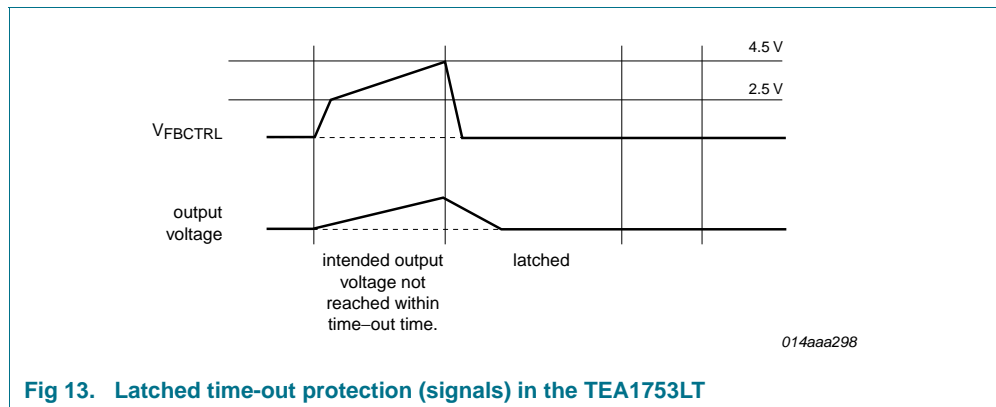 4.5 V
2.5 V
VFBCTRL
output
voltage
intended output
voltage not
reached within
time–out time.
latched
014aaa298
Fig 13. Latched time-out protection (signals) in the TEA1753LT